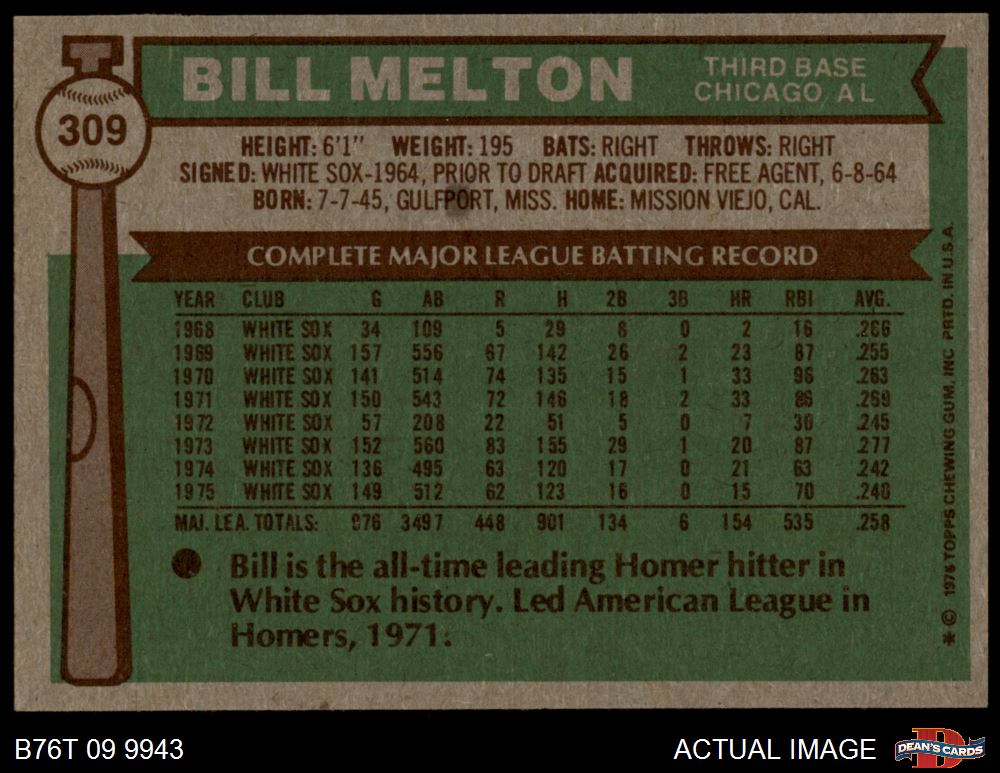 BILL MELTON
THIRD BASE
CHICAGO A L
309
HEIGHT: 6'1" WEIGHT: 195 BATS: RIGHT THROWS: RIGHT
SIGNED: WHITE SOX-1964, PRIOR TO DRAFT ACQUIRED: FREE AGENT, 6-8-64
BORN: 7-7-45, GULFPORT, MISS. HOME: MISSION VIEJO, CAL.
COMPLETE MAJOR LEAGUE BATTING RECORD
YEAR CLUB G AB R H 2B 3B HR RBI AVG.
1968 WHITE SOX 34 109 5 29 8 0 2 16 .266
1969 WHITE SOX 157 556 67 142 26 2 23 87 .255
1970 WHITE SOX 141 514 74 135 15 1 33 96 .263
1971 WHITE SOX 150 543 72 146 18 2 33 86 .269
1972 WHITE SOX 57 208 22 51 5 0 7 30 .245
1973 WHITE SOX 152 560 83 155 29 1 20 87 .277
1974 WHITE SOX 136 495 63 120 17 0 21 63 .242
1975 WHITE SOX 149 512 62 123 16 0 15 70 .240
MAJ. LEA. TOTALS: 976 3497 448 901 134 6 154 535 .258
Bill is the all-time leading Homer hitter in
White Sox history. Led American League in
Homers, 1971.
* © 1976 TOPPS CHEWING GUM, INC PRTD. IN U.S.A.
B76T 09 9943
ACTUAL IMAGE
DEAN'S CARDS